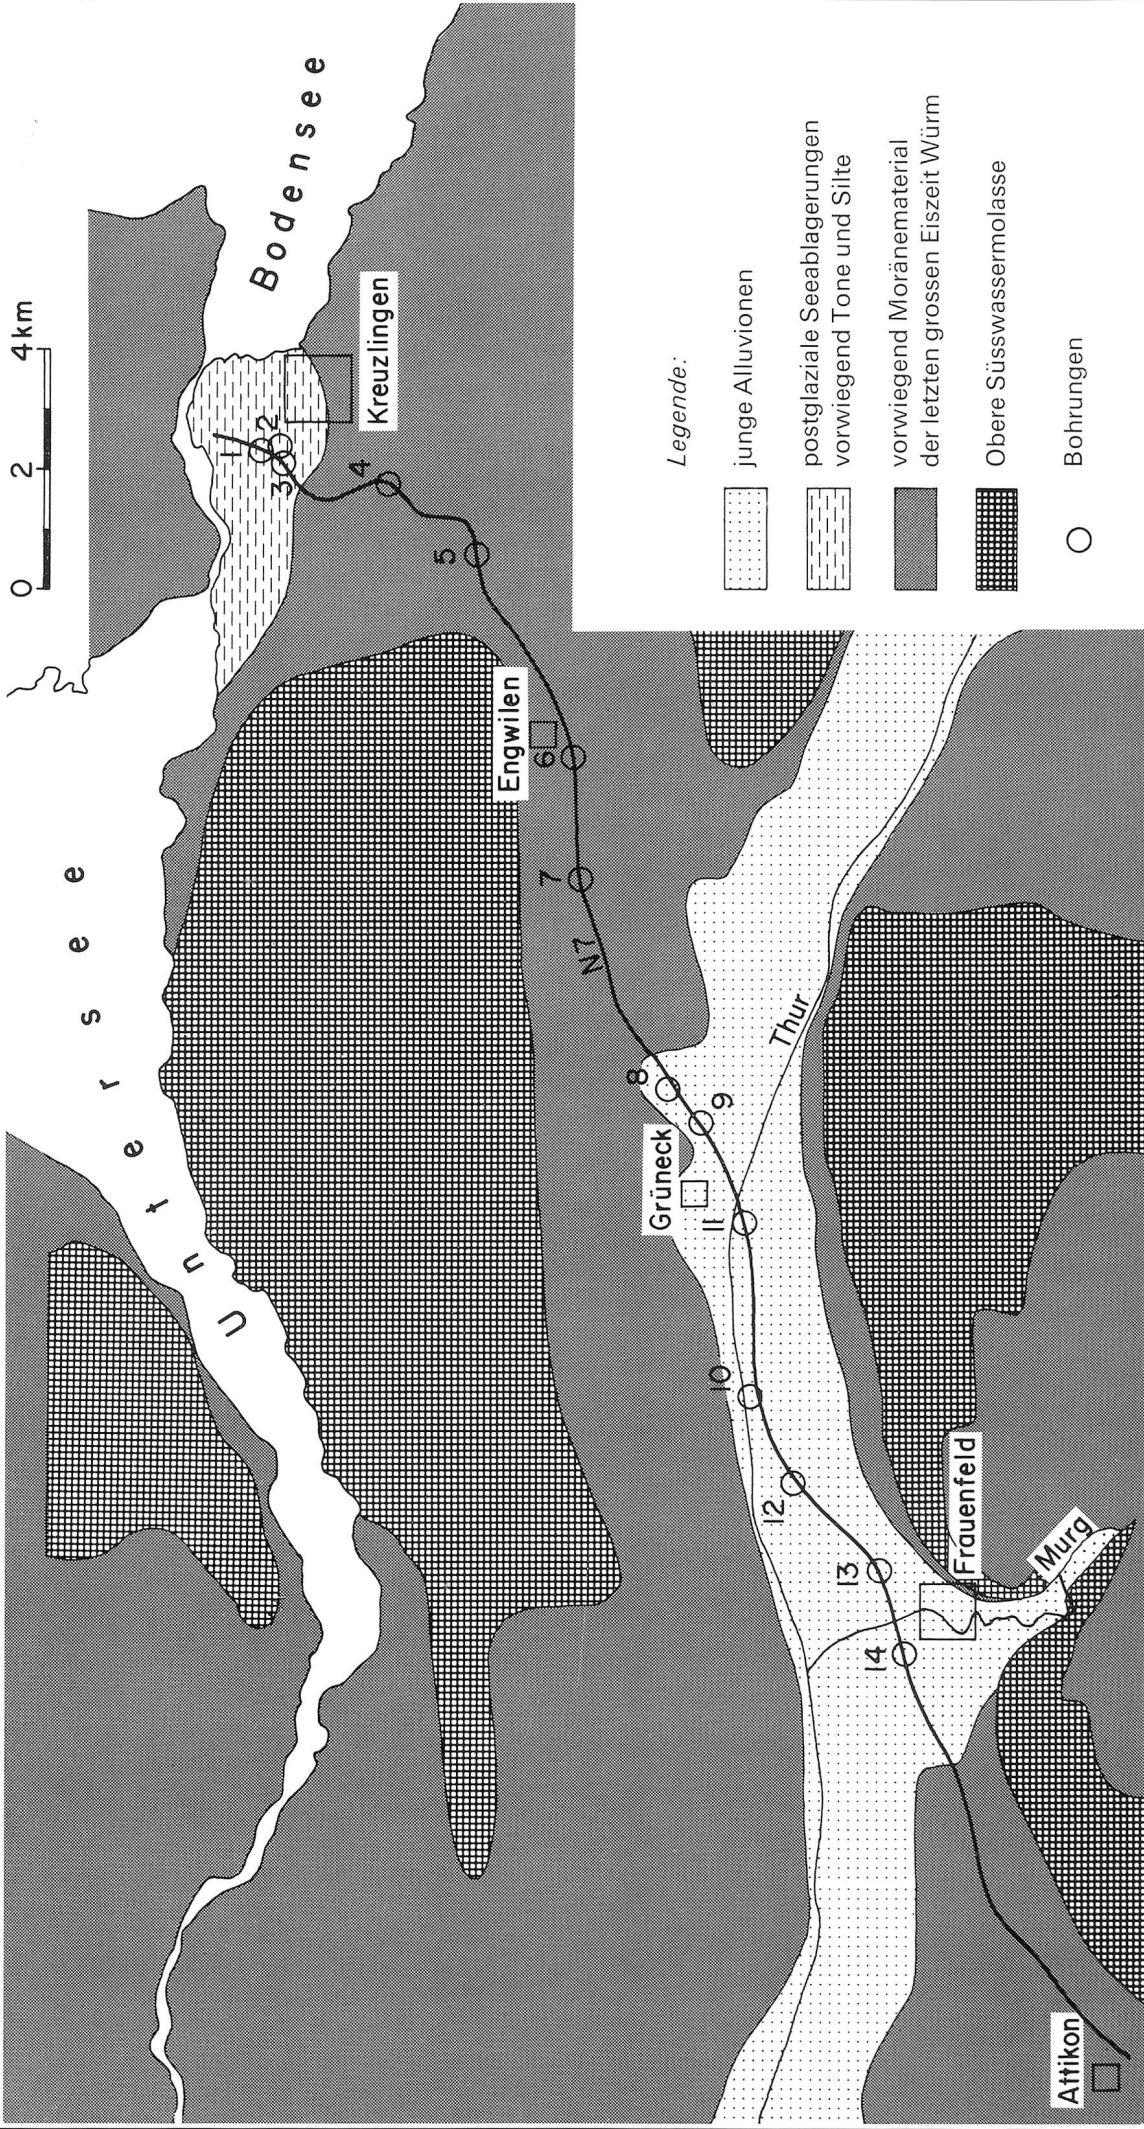 0 2 4km
Bodensee
Untersee
1
2
3
Kreuzlingen
4
5
Engwilen
6
7
N7
8
9
Grüneck
11
Thur
10
12
13
14
Frauenfeld
Murg
Attikon
Legende:
junge Alluvionen
postglaziale Seeablagerungen
vorwiegend Tone und Silte
vorwiegend Moränematerial
der letzten grossen Eiszeit Würm
Obere Süsswassermolasse
Bohrungen